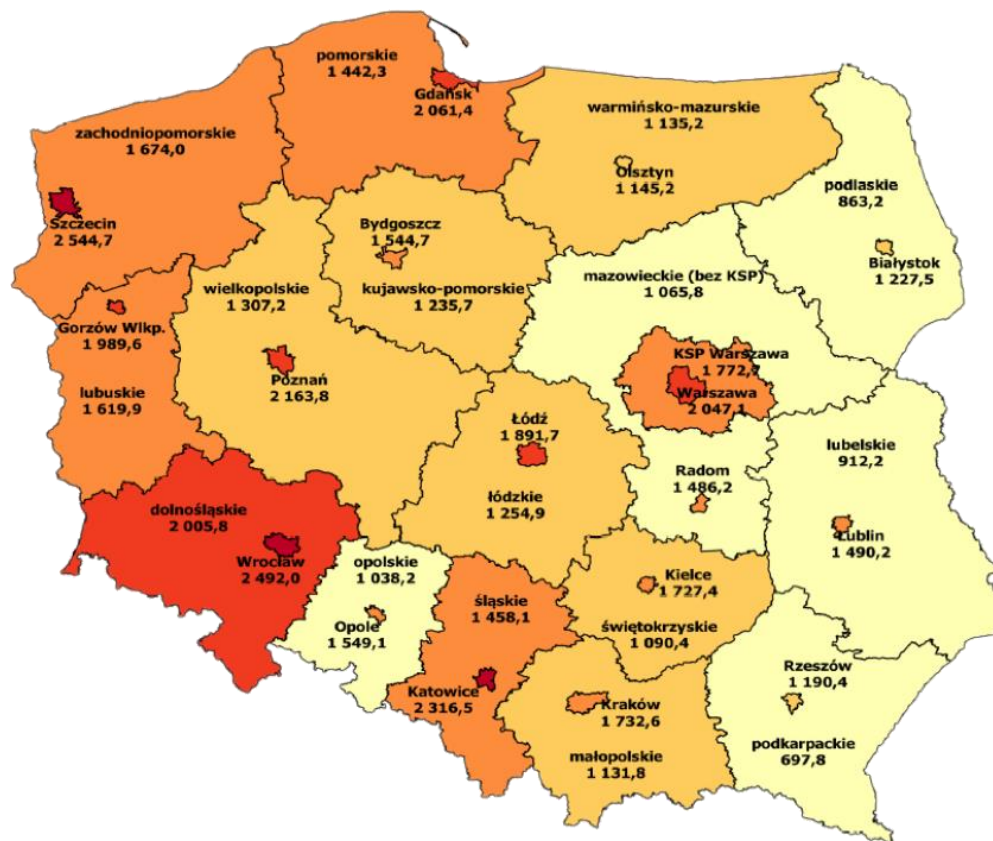 pomorskie
1 442,3
Gdańsk
2 061,4
warmińsko-mazurskie
1 135,2
Olsztyn
1 145,2
zachodniopomorskie
1 674,0
Szczecin
2 544,7
podlaskie
863,2
Białystok
1 227,5
Bydgoszcz
1 544,7
kujawsko-pomorskie
1 235,7
wielkopolskie
1 307,2
Poznań
2 163,8
mazowieckie (bez KSP)
1 065,8
KSP Warszawa
1 772,7
Warszawa
2 047,1
Gorzów Wlkp.
1 989,6
lubuskie
1 619,9
Łódź
1 891,7
łódzkie
1 254,9
Radom
1 486,2
lubelskie
912,2
Lublin
1 490,2
dolnośląskie
2 005,8
Wrocław
2 492,0
opolskie
1 038,2
Opole
1 549,1
śląskie
1 458,1
Katowice
2 316,5
Kielce
1 727,4
świętokrzyskie
1 090,4
Kraków
1 732,6
małopolskie
1 131,8
Rzeszów
1 190,4
podkarpackie
697,8